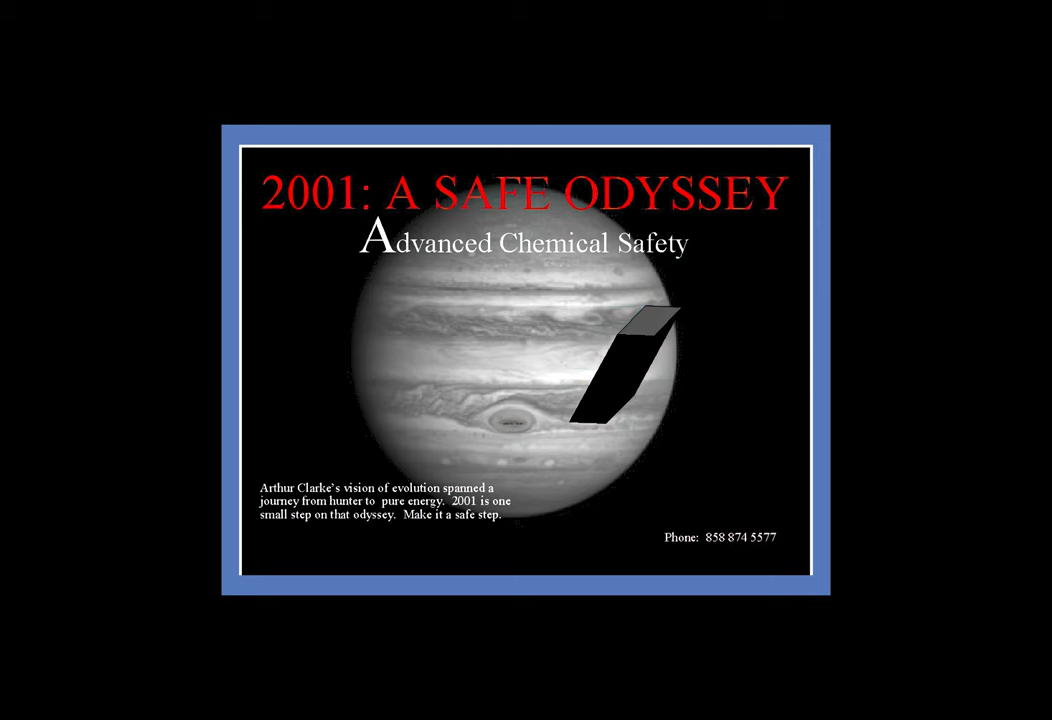 2001: A SAFE ODYSSEY
Advanced Chemical Safety
Arthur Clarke's vision of evolution spanned a
journey from hunter to pure energy. 2001 is one
small step on that odyssey. Make it a safe step.
Phone: 858 874 5577